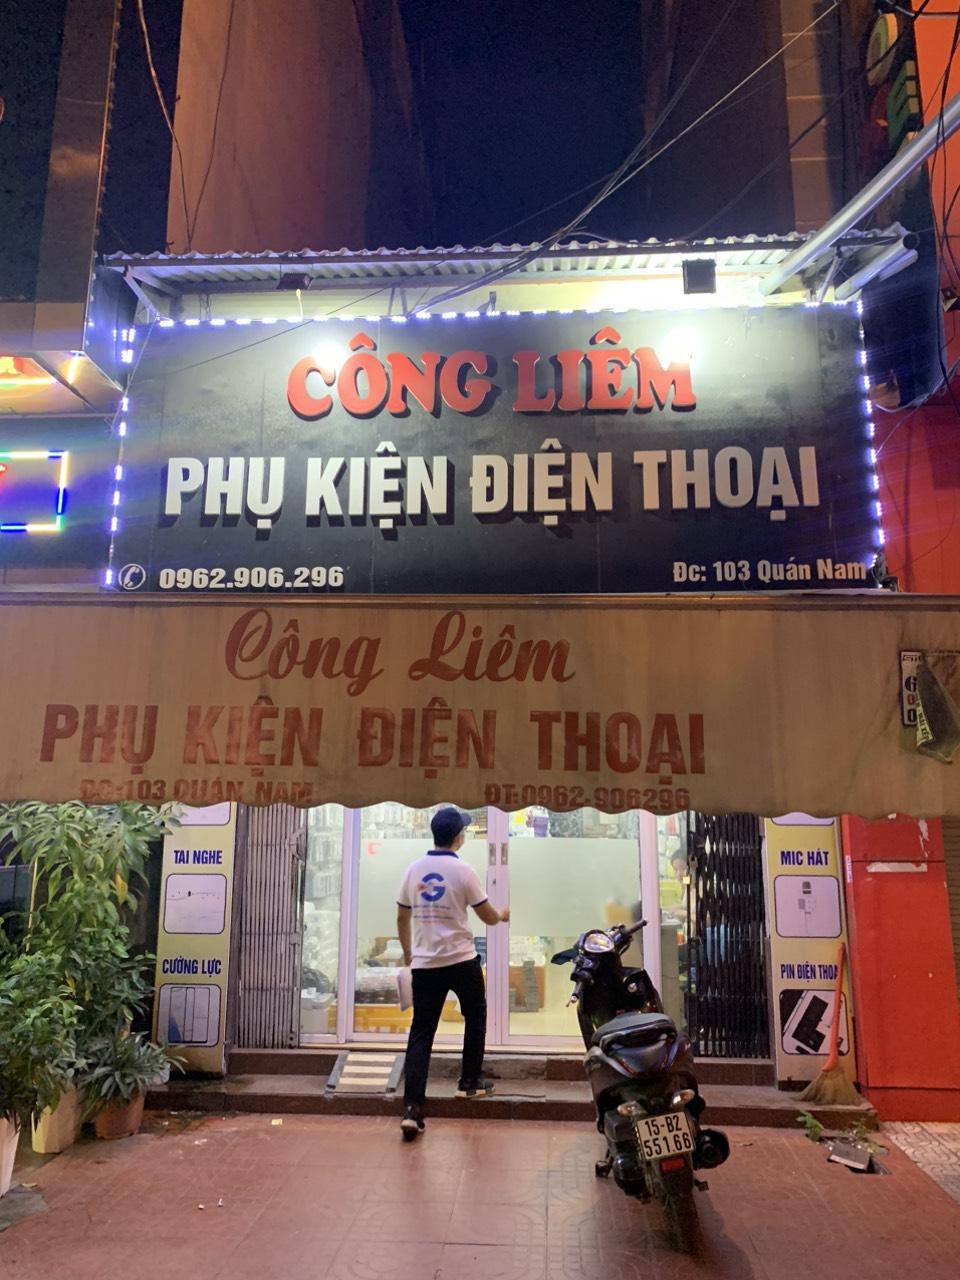 CÔNG LIÊM
PHỤ KIỆN ĐIỆN THOẠI
0962.906.296
Đc: 103 Quán Nam
Công Liêm
PHỤ KIỆN ĐIỆN THOẠI
ĐC:103 QUÁN NAM
ĐT:0962-906296
TAI NGHE
CƯỜNG LỰC
MIC HÁT
PIN ĐIỆN THOẠ
G
15-B2
551.66